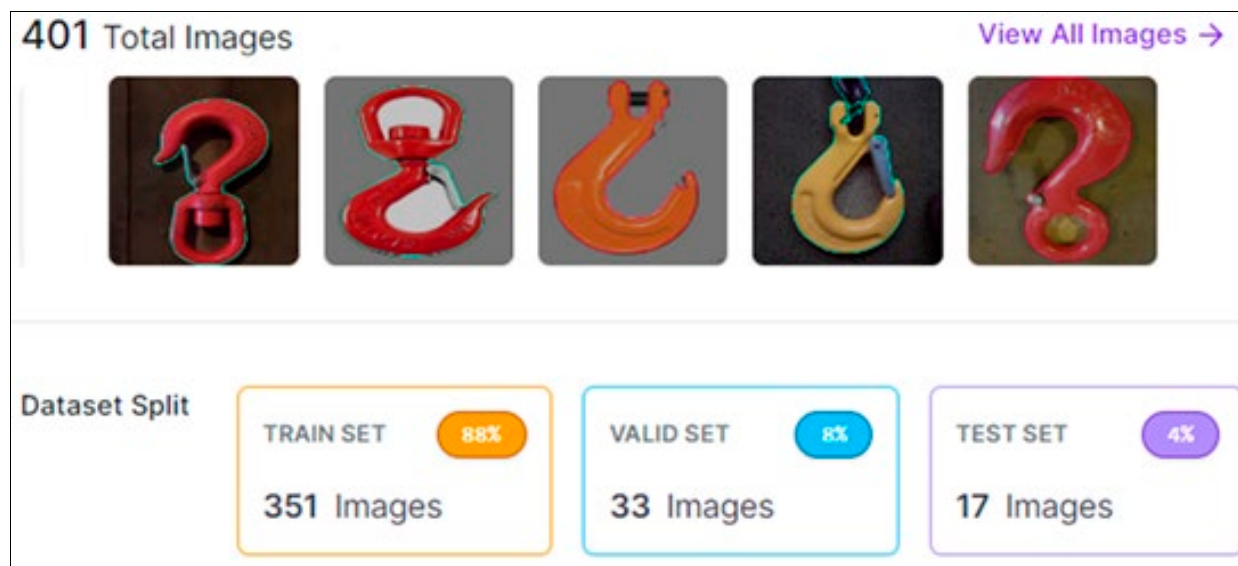 401 Total Images
View All Images →
Dataset Split
TRAIN SET 88%
351 Images
VALID SET 8%
33 Images
TEST SET 4%
17 Images